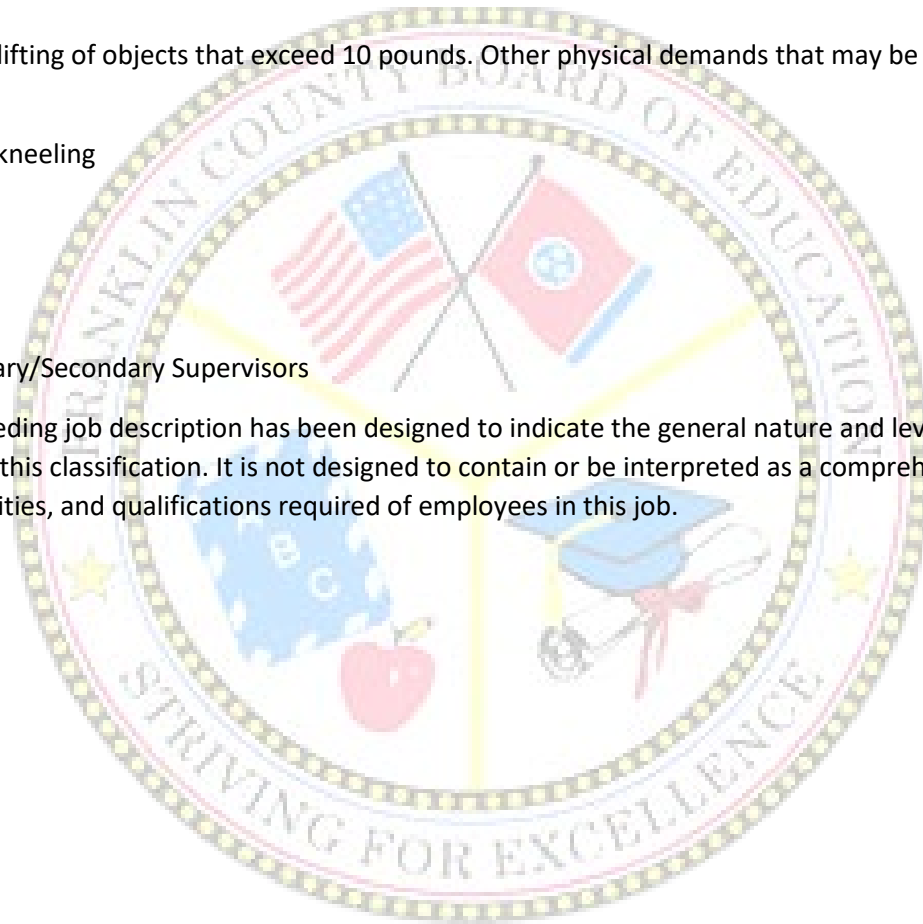 lifting of objects that exceed 10 pounds. Other physical demands that may be
kneeling
ary/Secondary Supervisors
eding job description has been designed to indicate the general nature and lev
this classification. It is not designed to contain or be interpreted as a compreh
ities, and qualifications required of employees in this job.
FRANKLIN COUNTY BOARD OF EDUCATION
B
C
STRIVING FOR EXCELLENCE